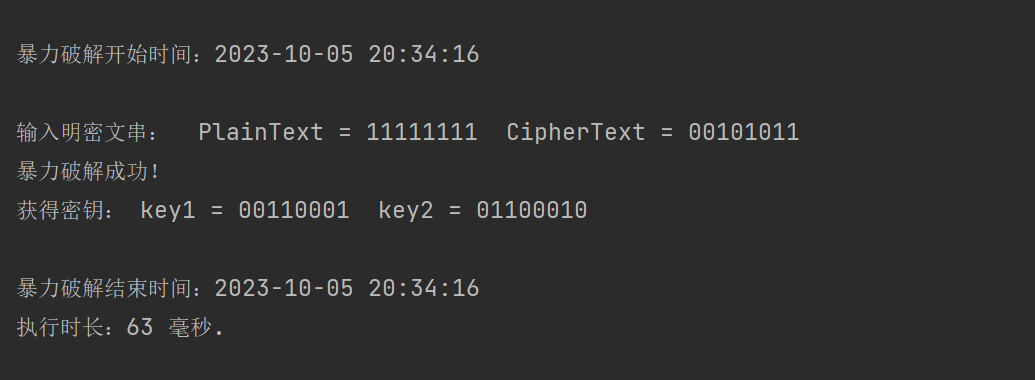 暴力破解开始时间：2023-10-05 20:34:16
输入明密文串：  PlainText = 11111111  CipherText = 00101011
暴力破解成功！
获得密钥： key1 = 00110001  key2 = 01100010
暴力破解结束时间：2023-10-05 20:34:16
执行时长：63 毫秒.